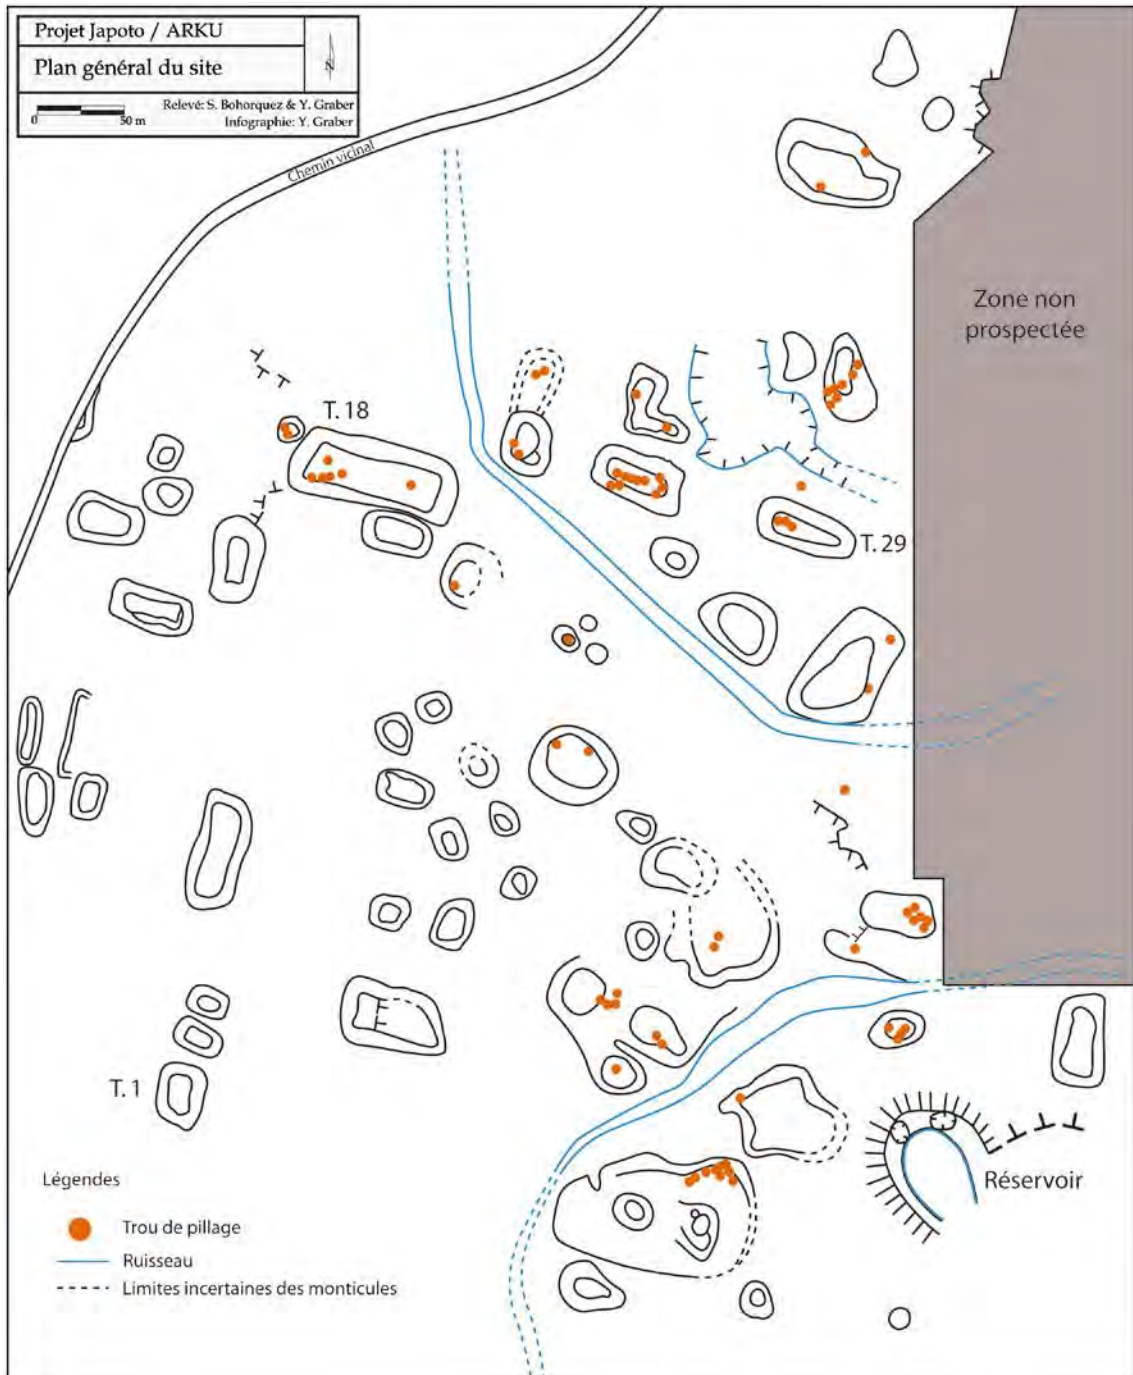 Projet Japoto / ARKU
Plan général du site
N
Relevé: S. Bohorquez & Y. Graber
0 50 m
Infographie: Y. Graber
Chemin vicinal
Zone non
prospectée
T. 18
T. 29
T. 1
Réservoir
Légendes
Trou de pillage
Ruisseau
Limites incertaines des monticules